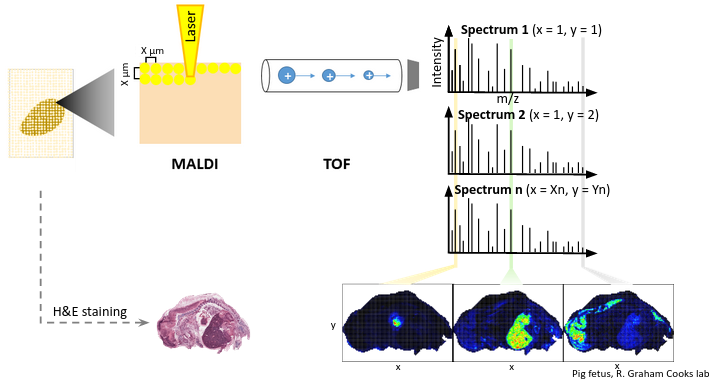 Laser
X µm
X µm
MALDI
TOF
Intensity
Spectrum 1 (x = 1, y = 1)
m/z
Spectrum 2 (x = 1, y = 2)
Spectrum n (x = Xn, y = Yn)
H&E staining
y
x
x
Pig fetus, R. Graham Cooks lab